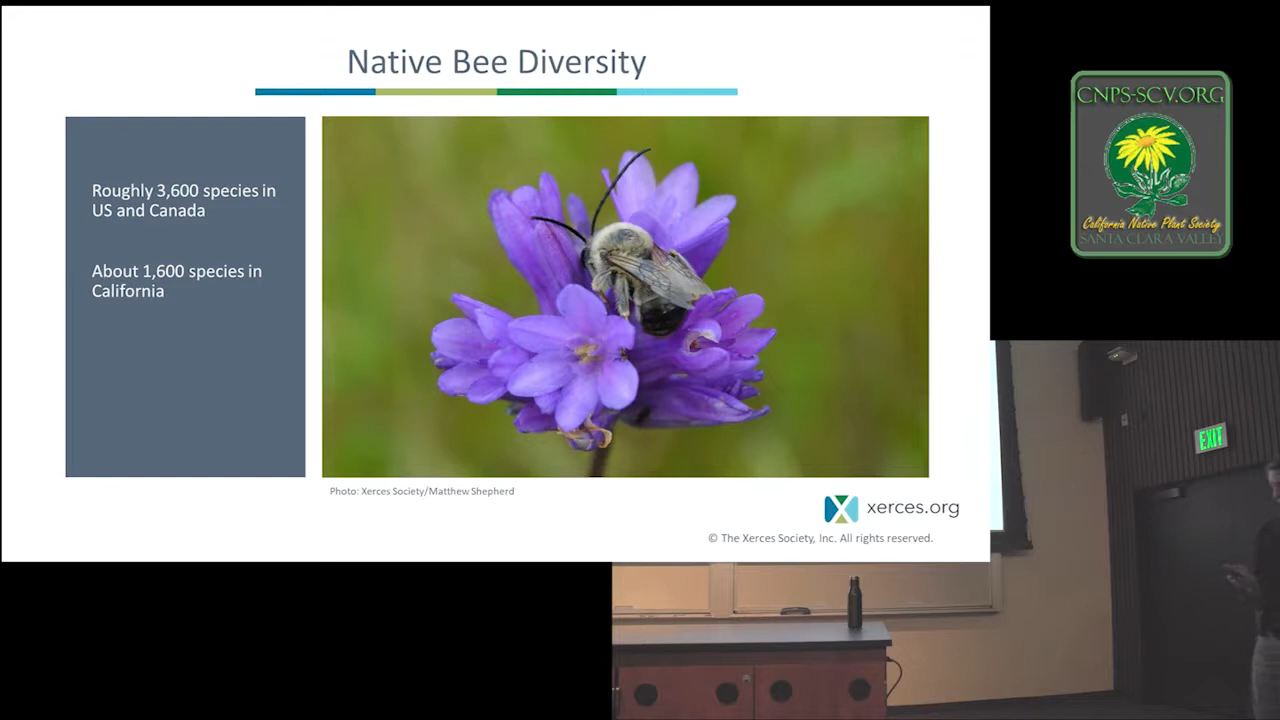 Native Bee Diversity
Roughly 3,600 species in
US and Canada
About 1,600 species in
California
Photo: Xerces Society/Matthew Shepherd
xerces.org
© The Xerces Society, Inc. All rights reserved.
CNPS-SCV.ORG
California Native Plant Society
SANTA CLARA VALLEY
EXIT